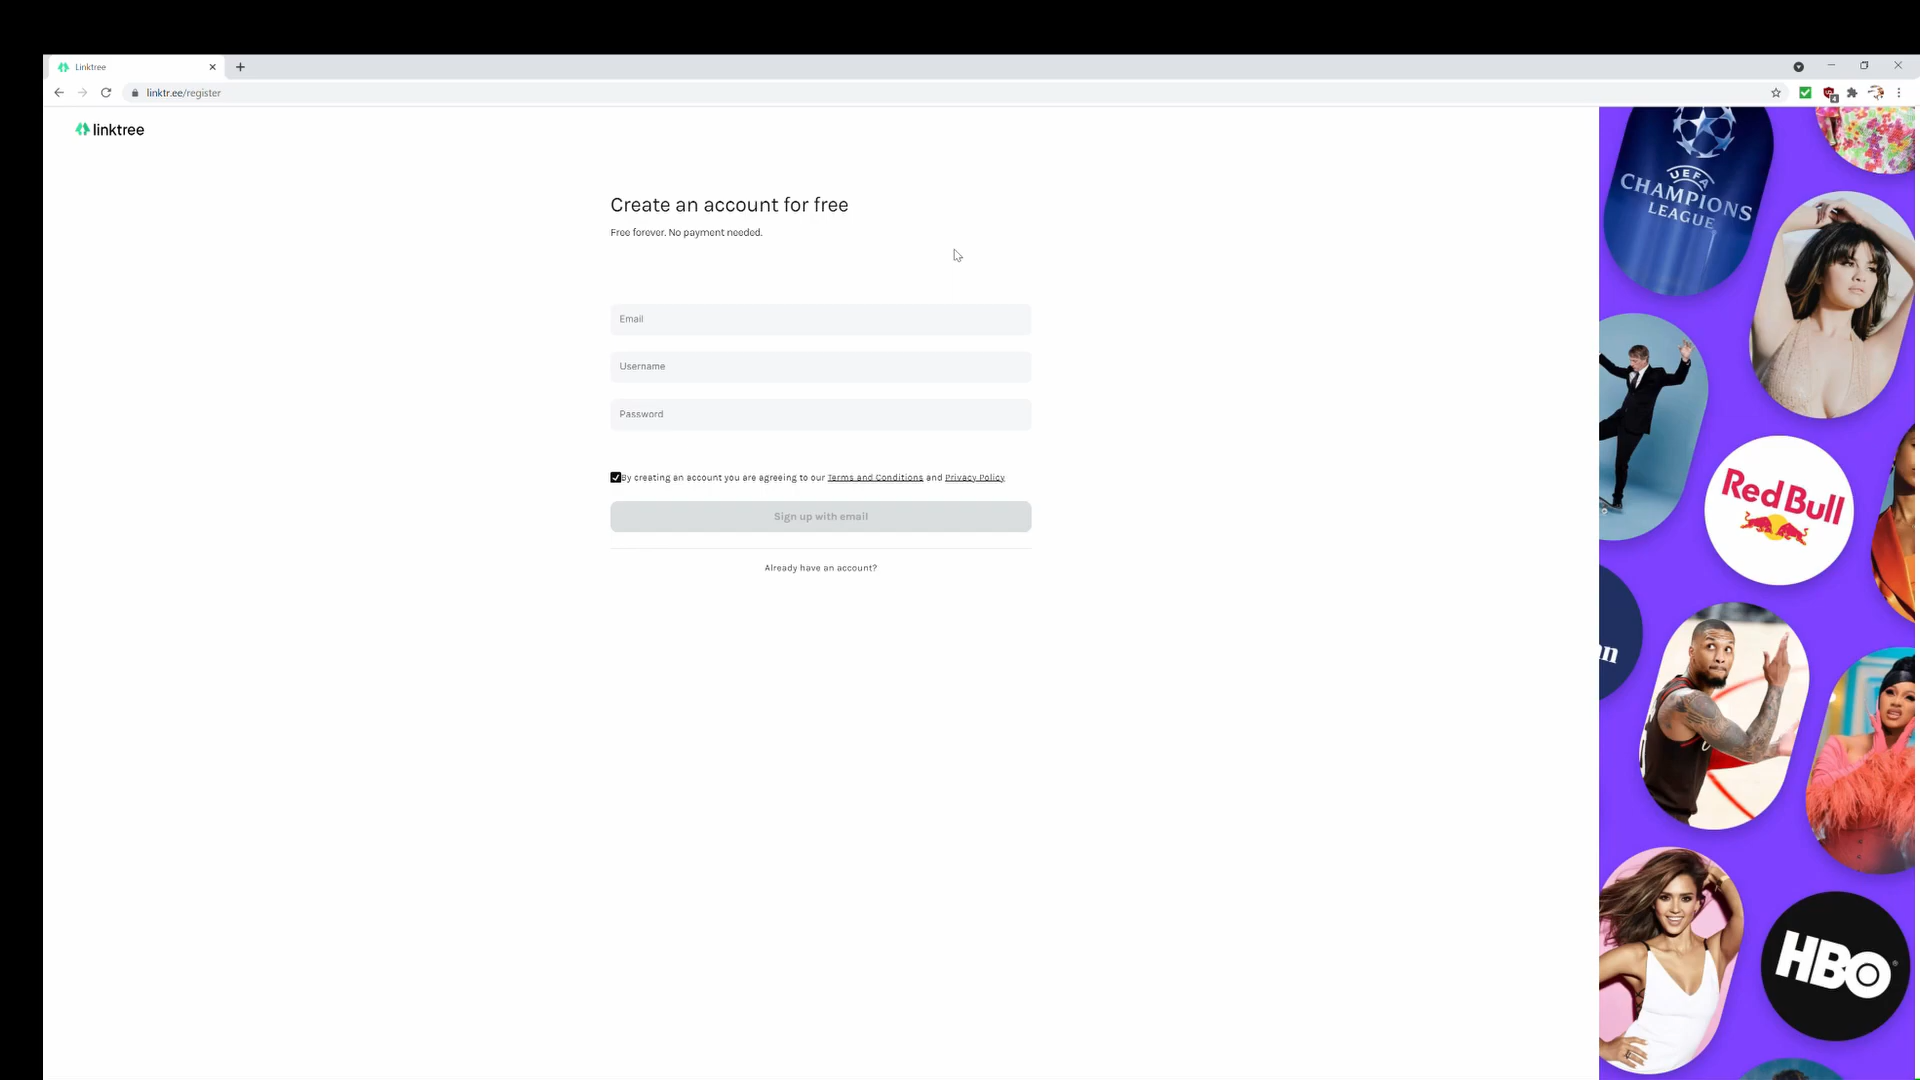 Linktree
linktr.ee/register
linktree
Create an account for free
Free forever. No payment needed.
Email
Username
Password
By creating an account you are agreeing to our Terms and Conditions and Privacy Policy
Sign up with email
Already have an account?
UEFA
CHAMPIONS
LEAGUE
Red Bull
HBO